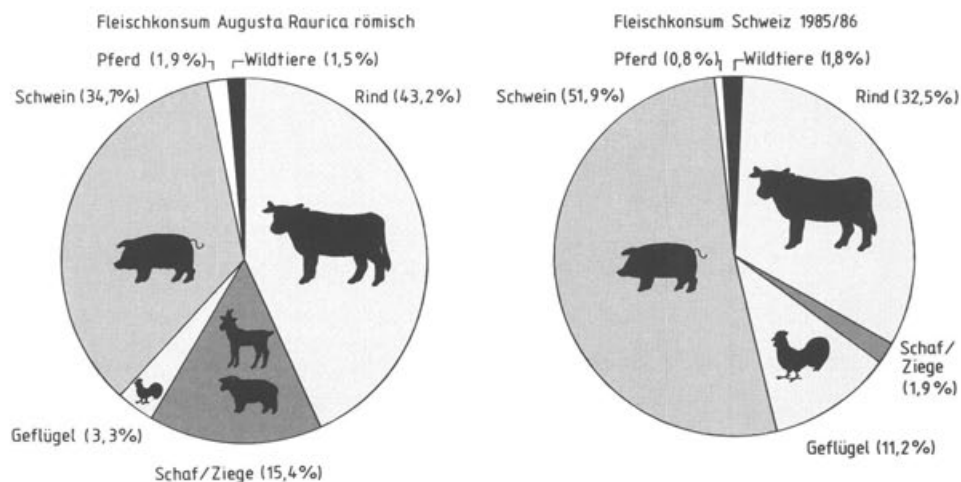 Fleischkonsum Augusta Raurica römisch
Pferd (1,9%)
Wildtiere (1,5%)
Schwein (34,7%)
Rind (43,2%)
Geflügel (3,3%)
Schaf/Ziege (15,4%)
Fleischkonsum Schweiz 1985/86
Pferd (0,8%)
Wildtiere (1,8%)
Schwein (51,9%)
Rind (32,5%)
Schaf/
Ziege
(1,9%)
Geflügel (11,2%)